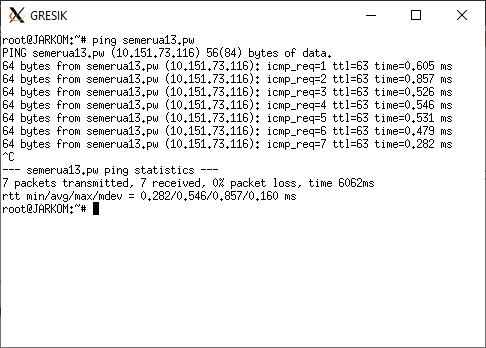 GRESIK
root@JARKOM:~# ping semerua13.pw
PING semerua13.pw (10.151.73.116) 56(84) bytes of data.
64 bytes from semerua13.pw (10.151.73.116): icmp_req=1 ttl=63 time=0.605 ms
64 bytes from semerua13.pw (10.151.73.116): icmp_req=2 ttl=63 time=0.857 ms
64 bytes from semerua13.pw (10.151.73.116): icmp_req=3 ttl=63 time=0.526 ms
64 bytes from semerua13.pw (10.151.73.116): icmp_req=4 ttl=63 time=0.546 ms
64 bytes from semerua13.pw (10.151.73.116): icmp_req=5 ttl=63 time=0.531 ms
64 bytes from semerua13.pw (10.151.73.116): icmp_req=6 ttl=63 time=0.479 ms
64 bytes from semerua13.pw (10.151.73.116): icmp_req=7 ttl=63 time=0.282 ms
^C
--- semerua13.pw ping statistics ---
7 packets transmitted, 7 received, 0% packet loss, time 6062ms
rtt min/avg/max/mdev = 0.282/0.546/0.857/0.160 ms
root@JARKOM:~#